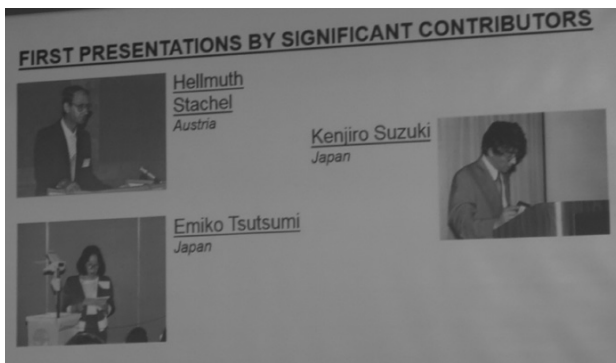 FIRST PRESENTATIONS BY SIGNIFICANT CONTRIBUTORS
Hellmuth
Stachel
Austria
Kenjiro Suzuki
Japan
Emiko Tsutsumi
Japan